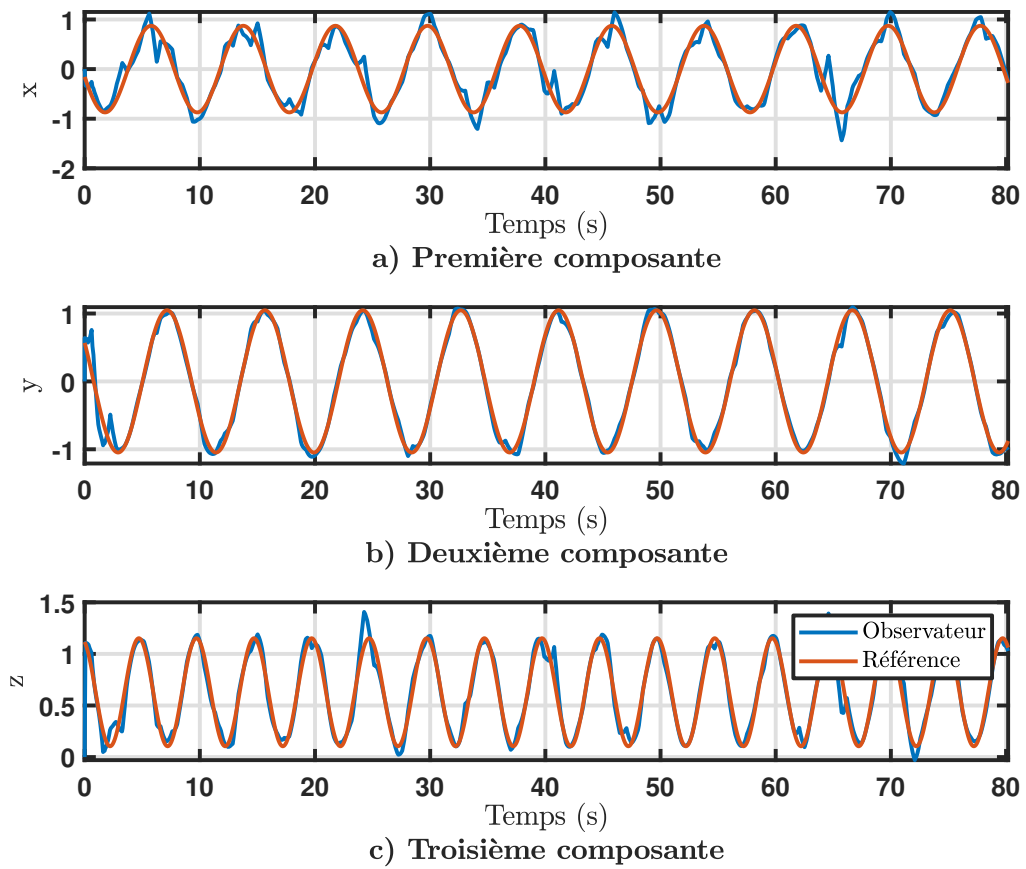 1
0
-1
-2
x
0 10 20 30 40 50 60 70 80
Temps (s)
a) Première composante
1
0
-1
y
0 10 20 30 40 50 60 70 80
Temps (s)
b) Deuxième composante
1.5
1
0.5
0
z
Observateur
Référence
0 10 20 30 40 50 60 70 80
Temps (s)
c) Troisième composante